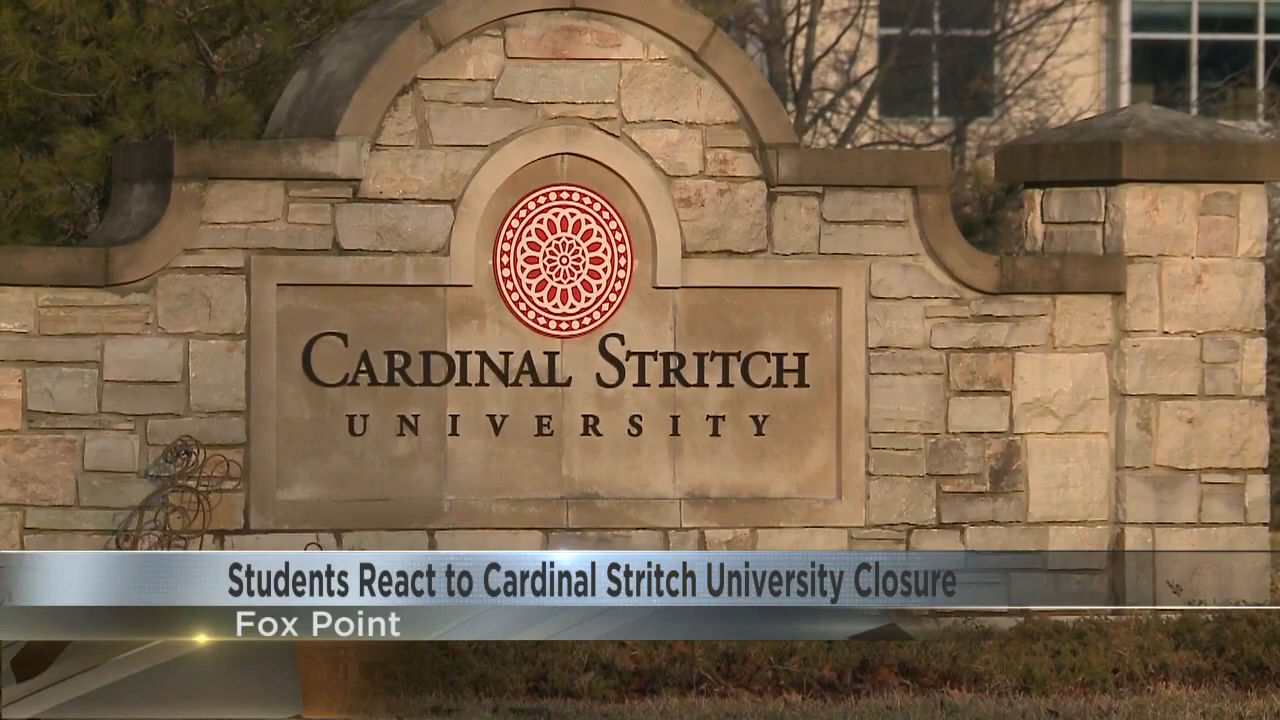 CARDINAL STRITCH
UNIVERSITY
Students React to Cardinal Stritch University Closure
Fox Point